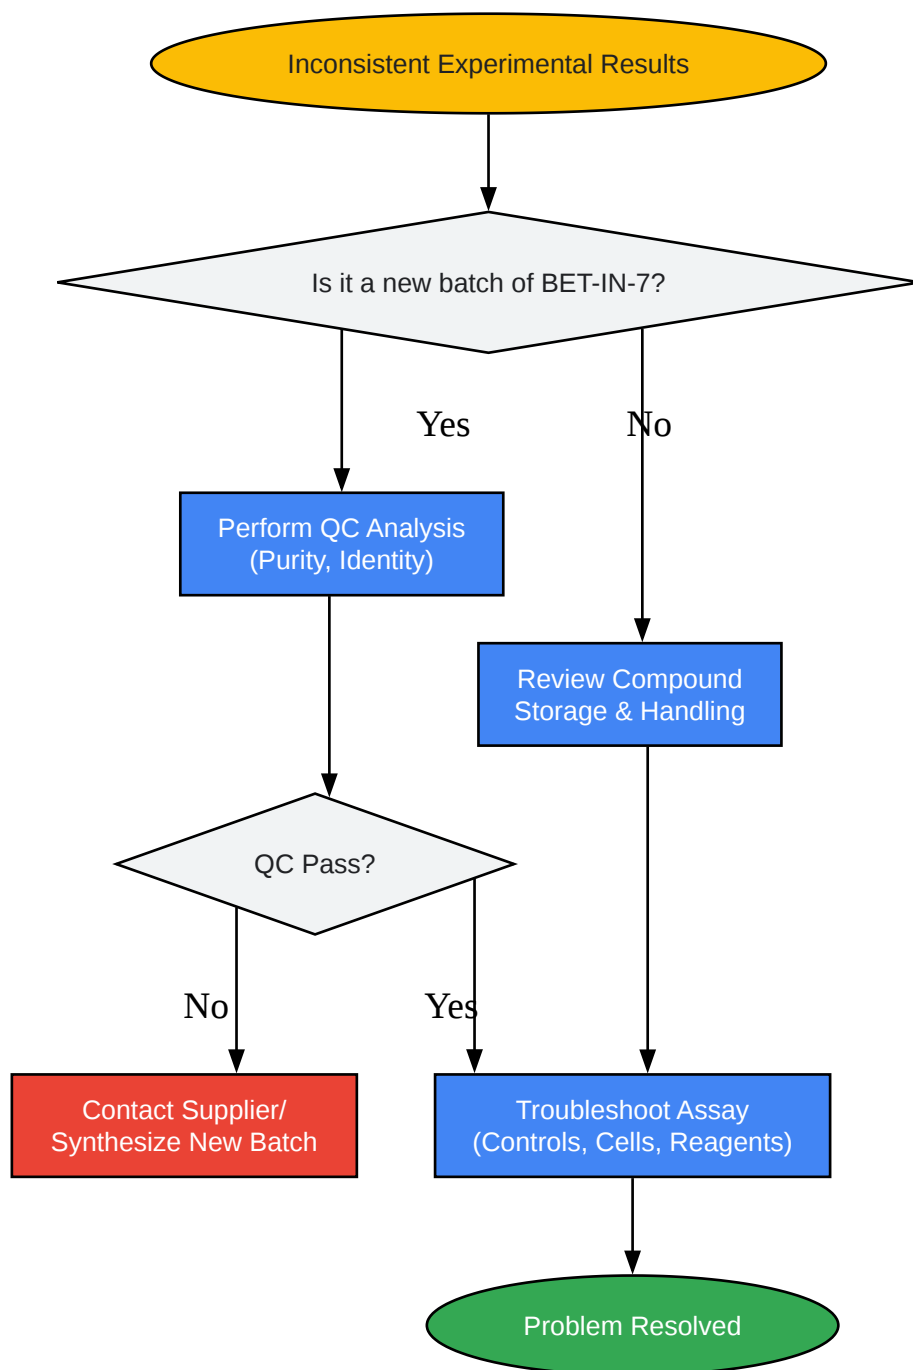 Inconsistent Experimental Results
Is it a new batch of BET-IN-7?
Yes
No
Perform QC Analysis
(Purity, Identity)
Review Compound
Storage & Handling
QC Pass?
No
Yes
Contact Supplier/
Synthesize New Batch
Troubleshoot Assay
(Controls, Cells, Reagents)
Problem Resolved